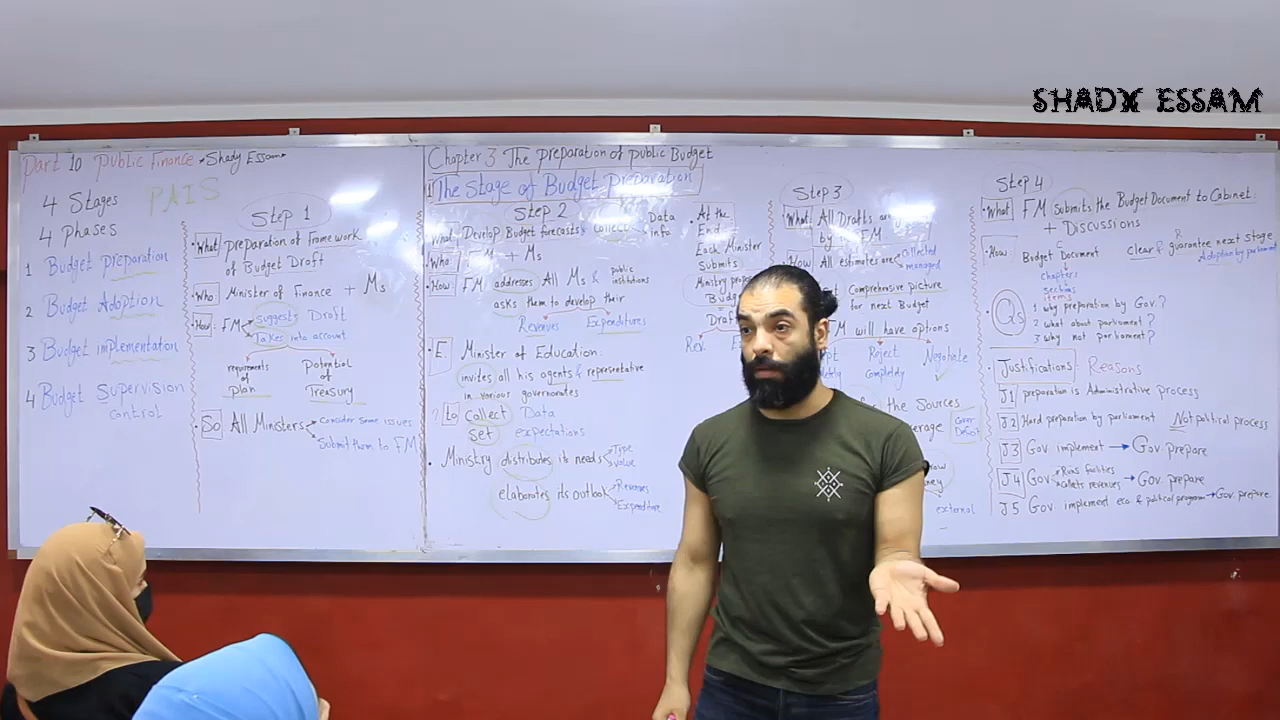 SHADY ESSAM
Part 10 Public Finance • Shady Essam
4 Stages
PAIS
4 Phases
1 Budget preparation
2 Budget Adoption
3 Budget implementation
4 Budget Supervision
control
Step 1
• What preparation of Framework
of Budget Draft
• Who Minister of Finance + Ms
• How FM suggests Draft
Takes into account
requirements of Plan
Potential of Treasury
• So All Ministers
Consider some issues
Submit them to FM
Chapter 3 The Preparation of public Budget
1 The Stage of Budget Preparation
Step 2
What Develop Budget forecasts & collect
Data
info
• Who FM + Ms
• How FM addresses All Ms & public institutions
asks them to develop their
Revenues Expenditures
• E. Minister of Education:
invites all his agents & representative
in various governorates
? to Collect Data
Set expectations
• Ministry distributes its needs
Type
value
elaborates its outlook
Revenues
Expenditure
• At the
End
Each Minister
Submits
Draft
Rev.
Step 3
What All Drafts
by FM
How All estimates are
Collected
managed
Comprehensive picture
for next Budget
FM will have options
Reject Completly
Negotiate
the Sources
Cover Deficit
external
Step 4
• What FM Submits the Budget Document to Cabinet:
+ Discussions
• How: Budget Document clear & guarantee next stage
C
R
Adoption by parliament
chapters
sections
items
Qs
1 why preparation by Gov.?
2 what about parliament?
3 why not parliament?
• Justifications Reasons
J1 preparation is Administrative process
J2 Hard preparation by parliament Not political process
J3 Gov implement → Gov prepare
J4 Gov Runs facilities
collects revenues → Gov prepare
J5 Gov implement eco & political program → Gov prepare